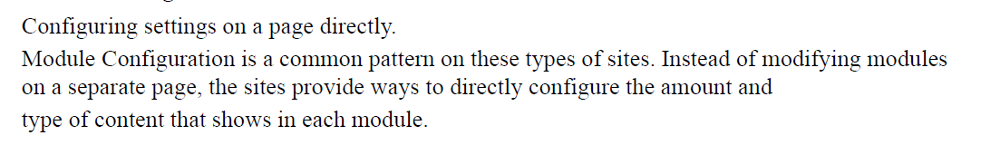 Configuring settings on a page directly.
Module Configuration is a common pattern on these types of sites. Instead of modifying modules
on a separate page, the sites provide ways to directly configure the amount and
type of content that shows in each module.